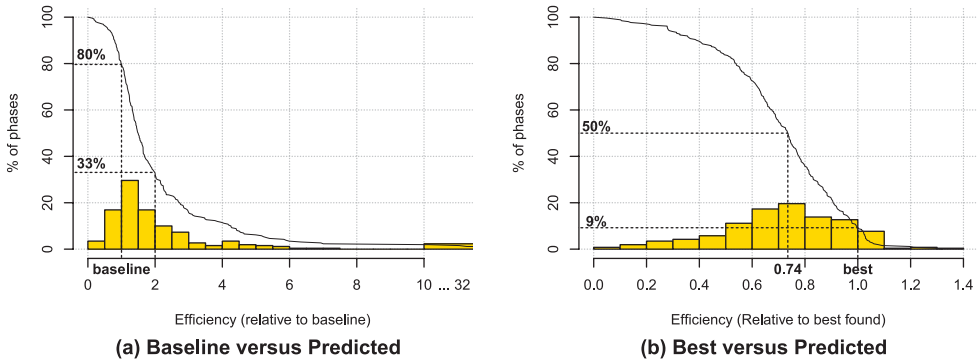 % of phases
100
80
60
40
20
0
80%
33%
baseline
0 2 4 6 8 10 ... 32
Efficiency (relative to baseline)
(a) Baseline versus Predicted
% of phases
100
80
60
40
20
0
50%
9%
0.74 best
0.0 0.2 0.4 0.6 0.8 1.0 1.2 1.4
Efficiency (Relative to best found)
(b) Best versus Predicted